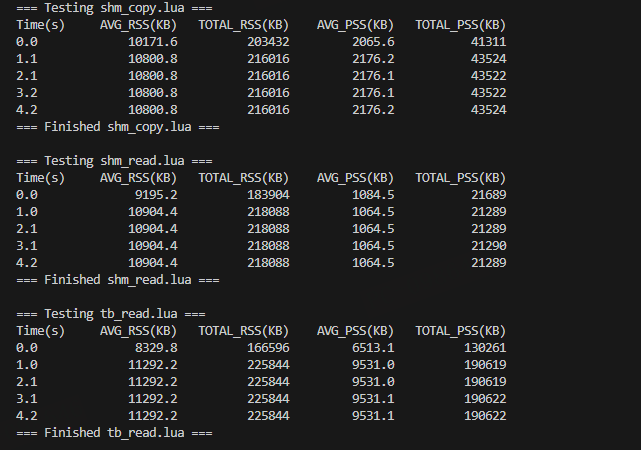 === Testing shm_copy.lua ===
Time(s) AVG_RSS(KB) TOTAL_RSS(KB) AVG_PSS(KB) TOTAL_PSS(KB)
0.0 10171.6 203432 2065.6 41311
1.1 10800.8 216016 2176.2 43524
2.1 10800.8 216016 2176.1 43522
3.2 10800.8 216016 2176.1 43522
4.2 10800.8 216016 2176.2 43524
=== Finished shm_copy.lua ===

=== Testing shm_read.lua ===
Time(s) AVG_RSS(KB) TOTAL_RSS(KB) AVG_PSS(KB) TOTAL_PSS(KB)
0.0 9195.2 183904 1084.5 21689
1.0 10904.4 218088 1064.5 21289
2.1 10904.4 218088 1064.5 21289
3.1 10904.4 218088 1064.5 21290
4.2 10904.4 218088 1064.5 21289
=== Finished shm_read.lua ===

=== Testing tb_read.lua ===
Time(s) AVG_RSS(KB) TOTAL_RSS(KB) AVG_PSS(KB) TOTAL_PSS(KB)
0.0 8329.8 166596 6513.1 130261
1.0 11292.2 225844 9531.0 190619
2.1 11292.2 225844 9531.0 190619
3.1 11292.2 225844 9531.1 190622
4.2 11292.2 225844 9531.1 190622
=== Finished tb_read.lua ===